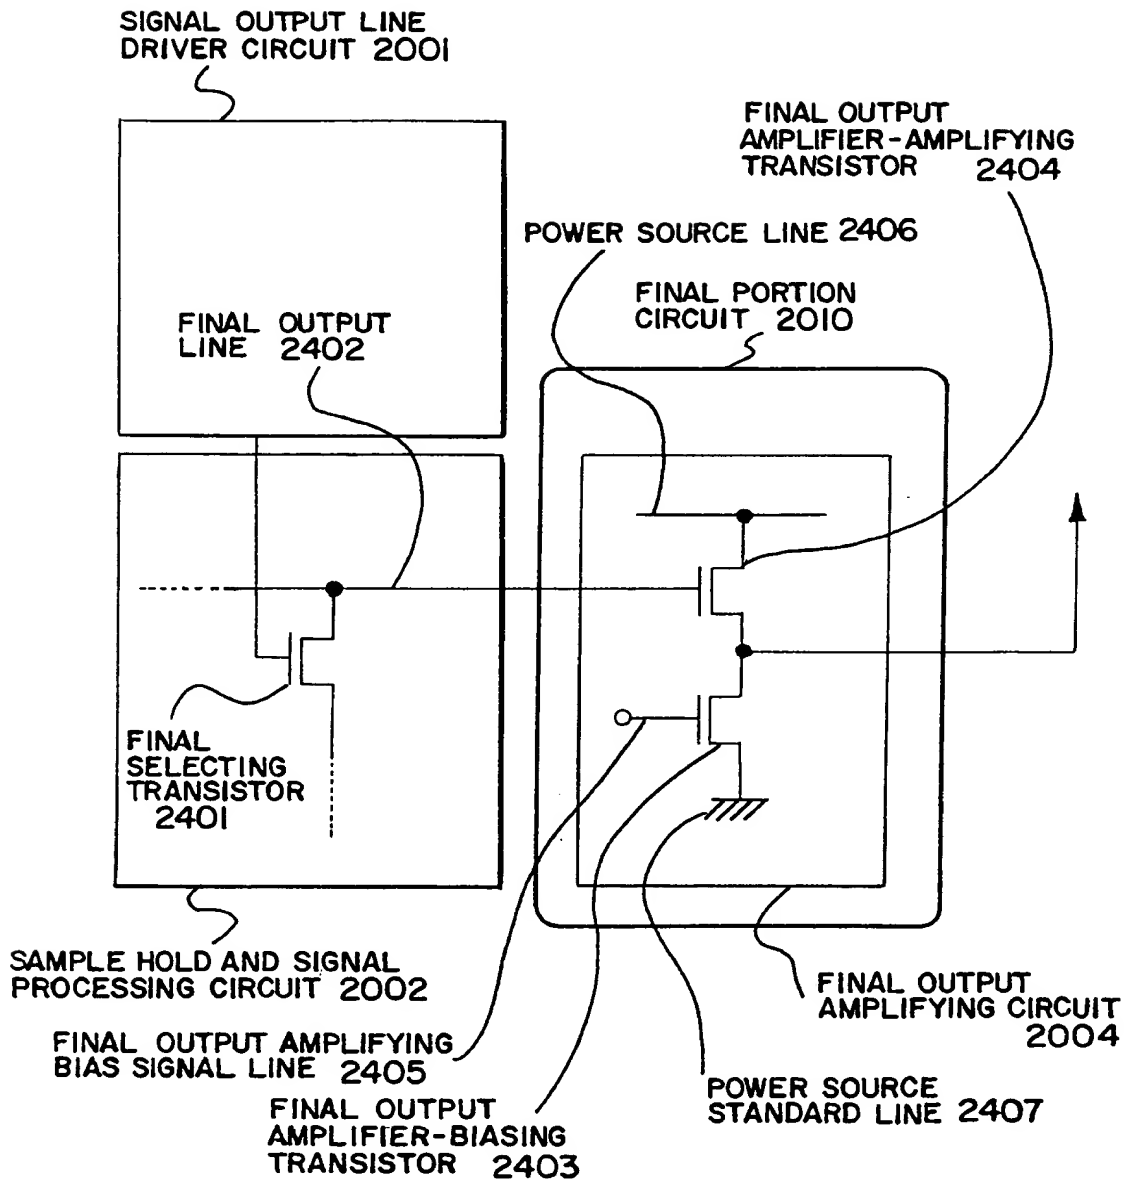 SIGNAL OUTPUT LINE
DRIVER CIRCUIT 2001
FINAL OUTPUT
AMPLIFIER-AMPLIFYING
TRANSISTOR 2404
POWER SOURCE LINE 2406
FINAL PORTION
CIRCUIT 2010
FINAL OUTPUT
LINE 2402
FINAL
SELECTING
TRANSISTOR
2401
SAMPLE HOLD AND SIGNAL
PROCESSING CIRCUIT 2002
FINAL OUTPUT
AMPLIFYING CIRCUIT
2004
FINAL OUTPUT AMPLIFYING
BIAS SIGNAL LINE 2405
POWER SOURCE
STANDARD LINE 2407
FINAL OUTPUT
AMPLIFIER-BIASING
TRANSISTOR 2403